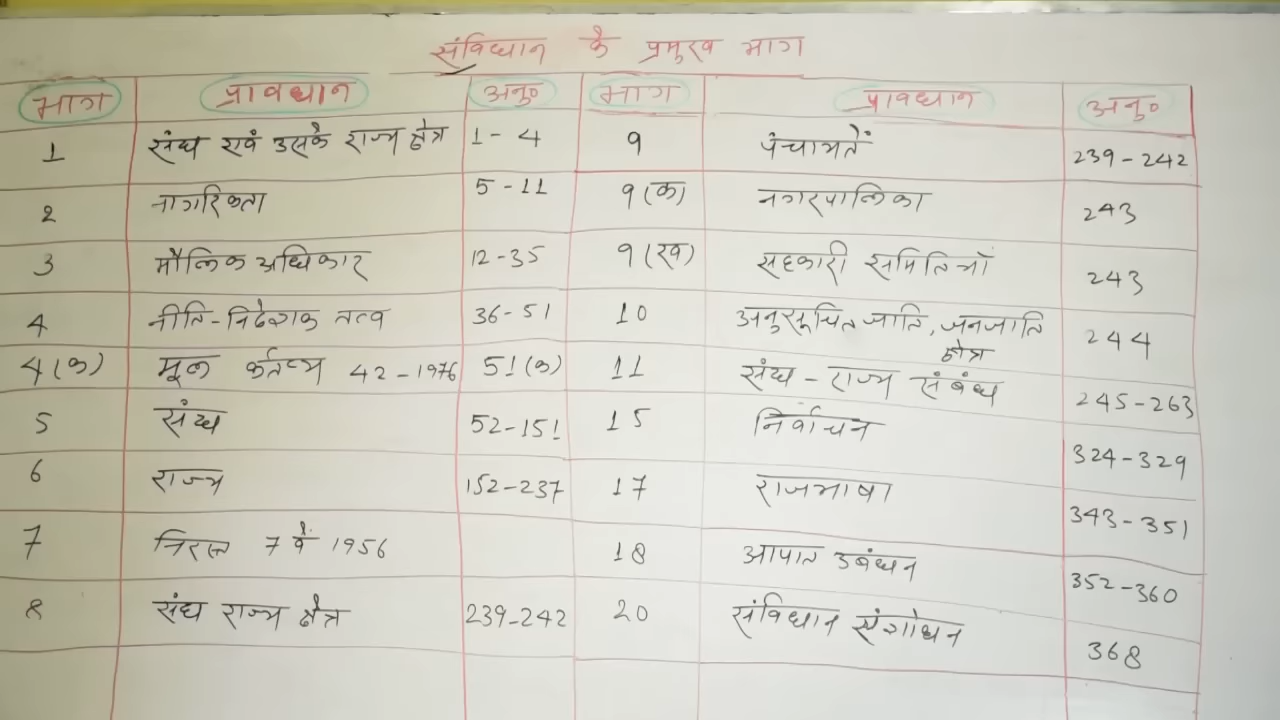 संविधान के प्रमुख भाग
भाग प्रावधान अनु० भाग प्रावधान अनु०
1 संघ एवं उसके राज्य क्षेत्र 1-4 9 पंचायतें 239-242
2 नागरिकता 5-11 9(क) नगरपालिका 243
3 मौलिक अधिकार 12-35 9(ख) सहकारी समितियाँ 243
4 नीति-निदेशक तत्व 36-51 10 अनुसूचित जाति, जनजाति क्षेत्र 244
4(क) मूल कर्तव्य 42-1976 51(क) 11 संघ-राज्य संबंध 245-263
5 संघ 52-151 15 निर्वाचन 324-329
6 राज्य 152-237 17 राजभाषा 343-351
7 निरस्त 7 वें 1956 18 आपात उबंधन 352-360
8 संघ राज्य क्षेत्र 239-242 20 संविधान संशोधन 368